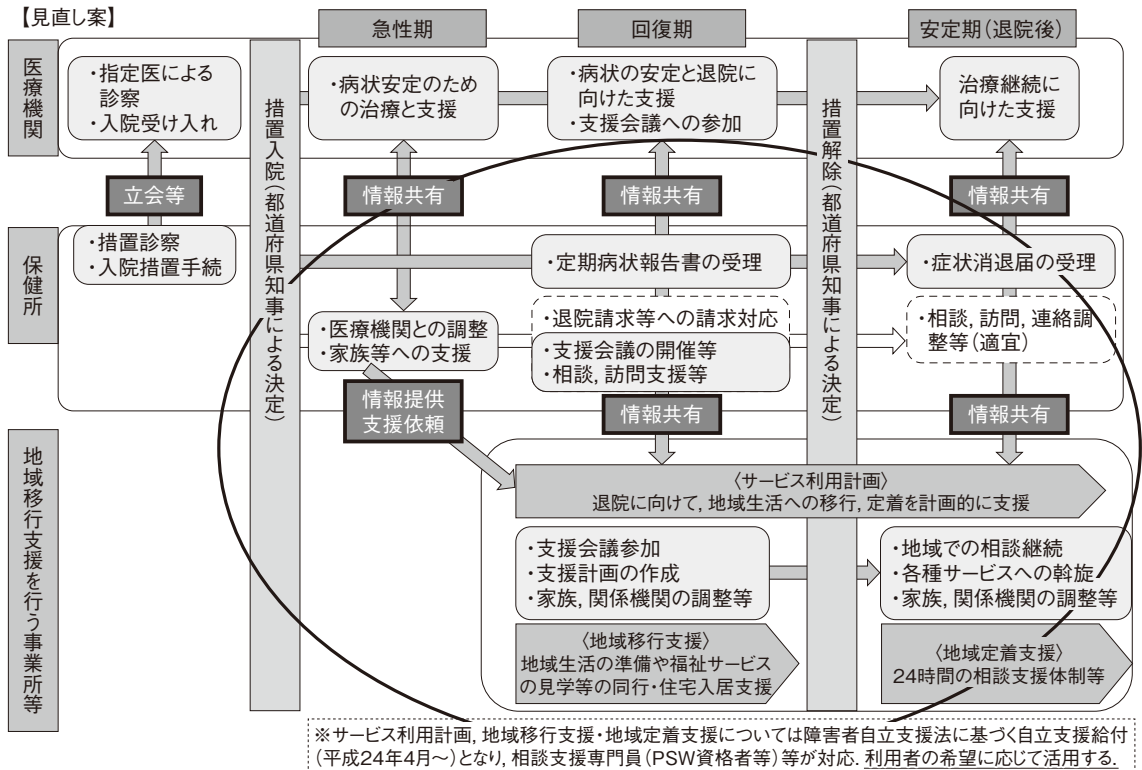 【見直し案】
急性期
回復期
安定期（退院後）
医療機関
・指定医による
診察
・入院受け入れ
措置入院（都道府県知事による決定）
・病状安定のため
の治療と支援
・病状の安定と退院に
向けた支援
・支援会議への参加
措置解除（都道府県知事による決定）
治療継続に
向けた支援
立会等
情報共有
情報共有
情報共有
保健所
・措置診察
・入院措置手続
・定期病状報告書の受理
・症状消退届の受理
・医療機関との調整
・家族等への支援
・退院請求等への請求対応
・支援会議の開催等
・相談，訪問支援等
・相談，訪問，連絡調
整等（適宜）
情報提供
支援依頼
情報共有
情報共有
地域移行支援を行う事業所等
〈サービス利用計画〉
退院に向けて，地域生活への移行，定着を計画的に支援
・支援会議参加
・支援計画の作成
・家族，関係機関の調整等
・地域での相談継続
・各種サービスへの斡旋
・家族，関係機関の調整等
〈地域移行支援〉
地域生活の準備や福祉サービス
の見学等の同行・住宅入居支援
〈地域定着支援〉
24時間の相談支援体制等
※サービス利用計画，地域移行支援・地域定着支援については障害者自立支援法に基づく自立支援給付
（平成24年4月〜）となり，相談支援専門員（PSW資格者等）等が対応．利用者の希望に応じて活用する．